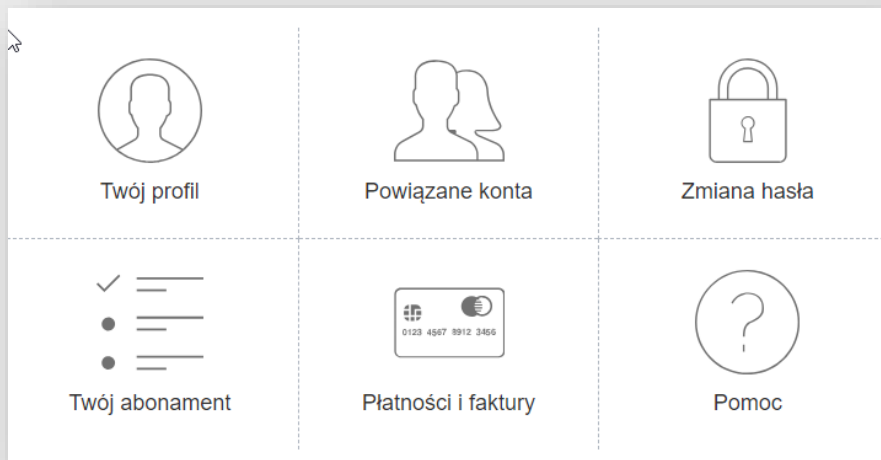 Twój profil
Powiązane konta
Zmiana hasła
0123 4567 8912 3456
Twój abonament
Płatności i faktury
Pomoc